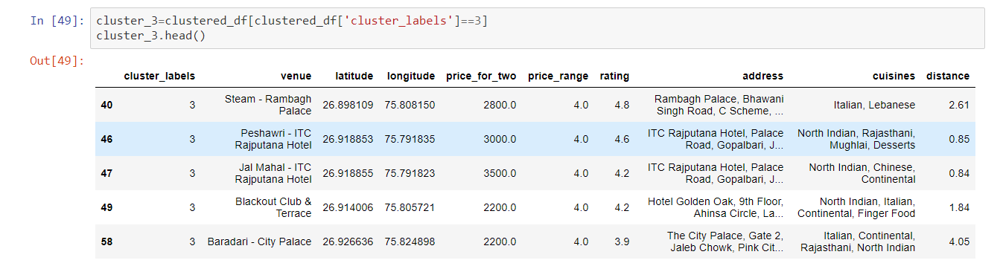 In [49]: cluster_3=clustered_df[clustered_df['cluster_labels']==3]
cluster_3.head()
Out[49]:
cluster_labels venue latitude longitude price_for_two price_range rating address cuisines distance
40 3 Steam - Rambagh Palace 26.898109 75.808150 2800.0 4.0 4.8 Rambagh Palace, Bhawani Singh Road, C Scheme, ... Italian, Lebanese 2.61
46 3 Peshawri - ITC Rajputana Hotel 26.918853 75.791835 3000.0 4.0 4.6 ITC Rajputana Hotel, Palace Road, Gopalbari, J... North Indian, Rajasthani, Mughlai, Desserts 0.85
47 3 Jal Mahal - ITC Rajputana Hotel 26.918855 75.791823 3500.0 4.0 4.2 ITC Rajputana Hotel, Palace Road, Gopalbari, J... North Indian, Chinese, Continental 0.84
49 3 Blackout Club & Terrace 26.914006 75.805721 2200.0 4.0 4.2 Hotel Golden Oak, 9th Floor, Ahinsa Circle, La... North Indian, Italian, Continental, Finger Food 1.84
58 3 Baradari - City Palace 26.926636 75.824898 2200.0 4.0 3.9 The City Palace, Gate 2, Jaleb Chowk, Pink Cit... Italian, Continental, Rajasthani, North Indian 4.05